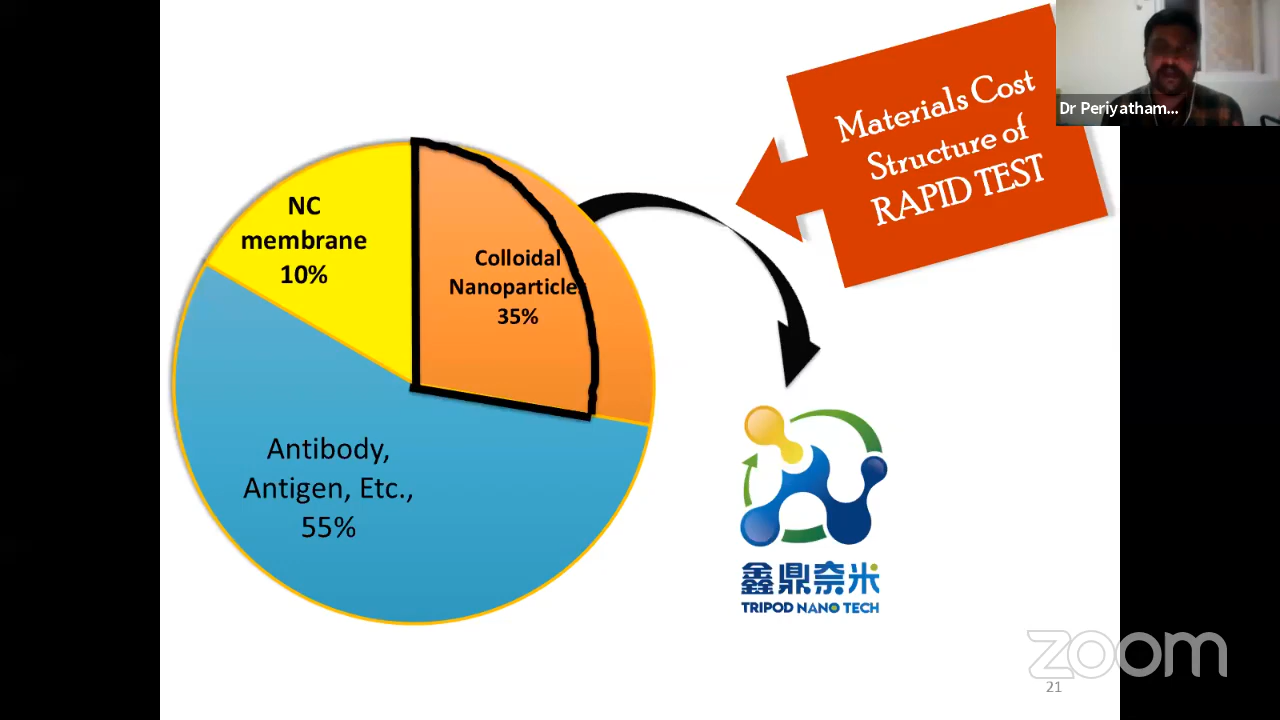 Materials Cost
Structure of
RAPID TEST
Dr Periyatham...
NC
membrane
10%
Colloidal
Nanoparticle
35%
Antibody,
Antigen, Etc.,
55%
鑫鼎奈米
TRIPOD NANO TECH
zoom
21